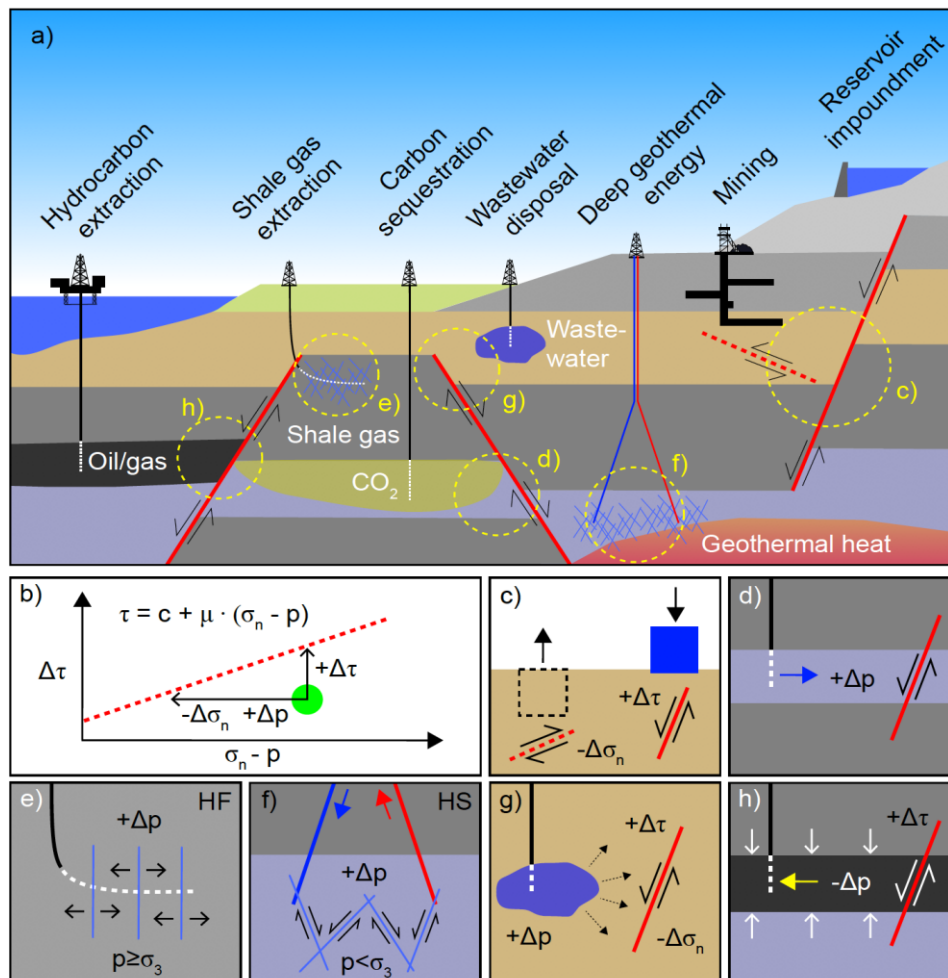 a)
Hydrocarbon
extraction
Shale gas
extraction
Carbon
sequestration
Wastewater
disposal
Deep geothermal
energy
Mining
Reservoir
impoundment
Waste-
water
h)
e)
g)
c)
Shale gas
Oil/gas
d)
f)
CO₂
Geothermal heat
b)
τ = c + μ · (σₙ - p)
Δτ
+Δτ
-Δσₙ
+Δp
σₙ - p
c)
+Δτ
-Δσₙ
d)
+Δp
e)
HF
+Δp
p≥σ₃
f)
HS
+Δp
p<σ₃
g)
+Δτ
+Δp
-Δσₙ
h)
+Δτ
-Δp